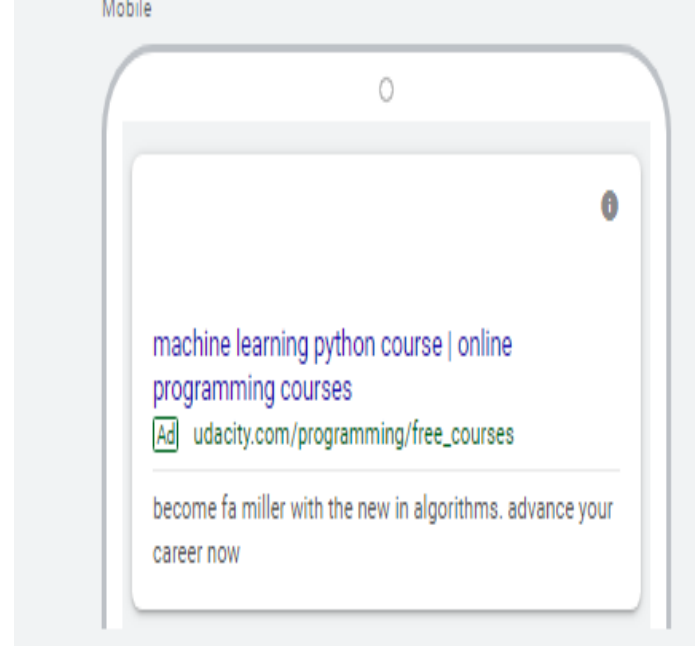 Mobile
machine learning python course | online
programming courses
Ad udacity.com/programming/free_courses
become fa miller with the new in algorithms. advance your
career now